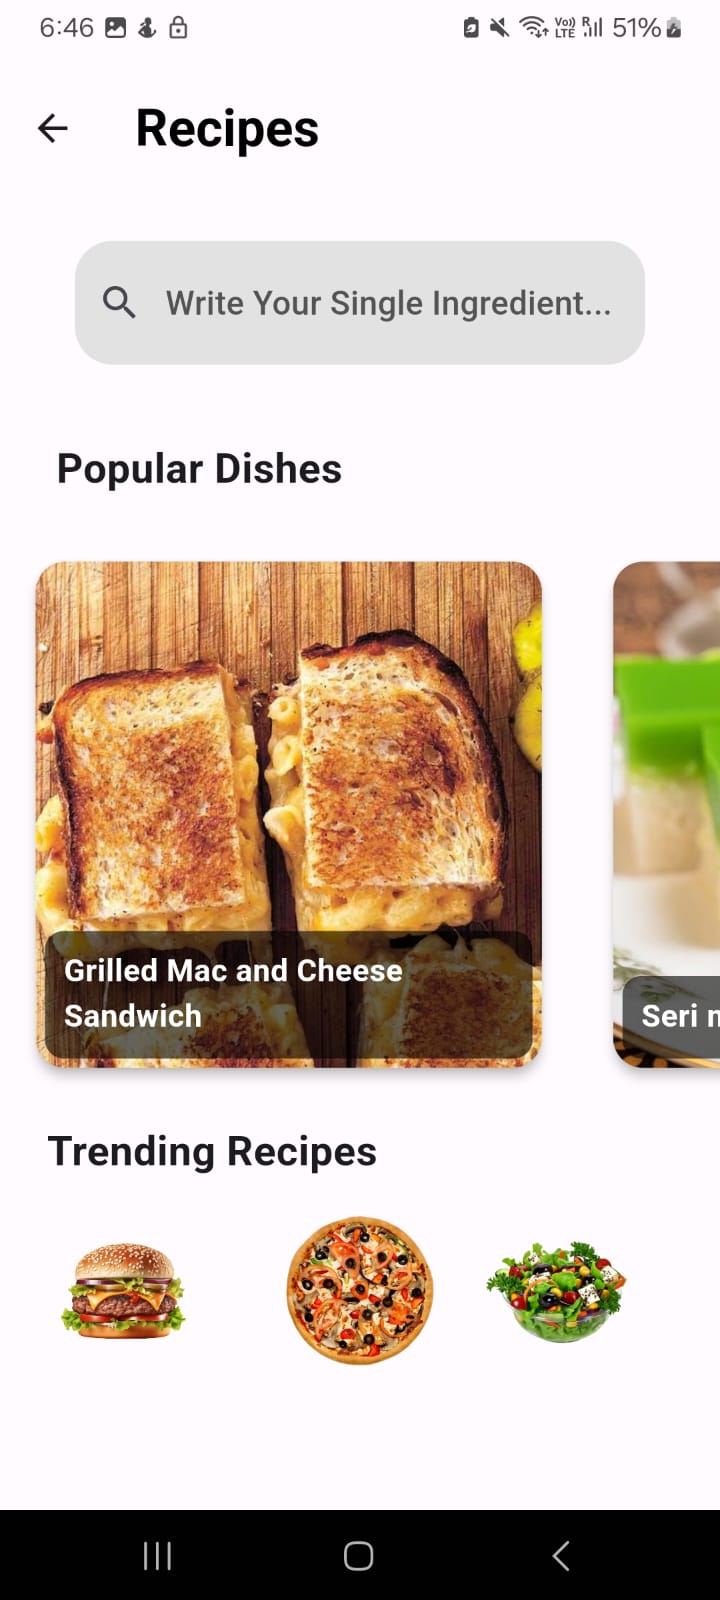 6:46 Vo)) LTE R 51%
Recipes
Write Your Single Ingredient...
Popular Dishes
Grilled Mac and Cheese
Sandwich
Seri
Trending Recipes